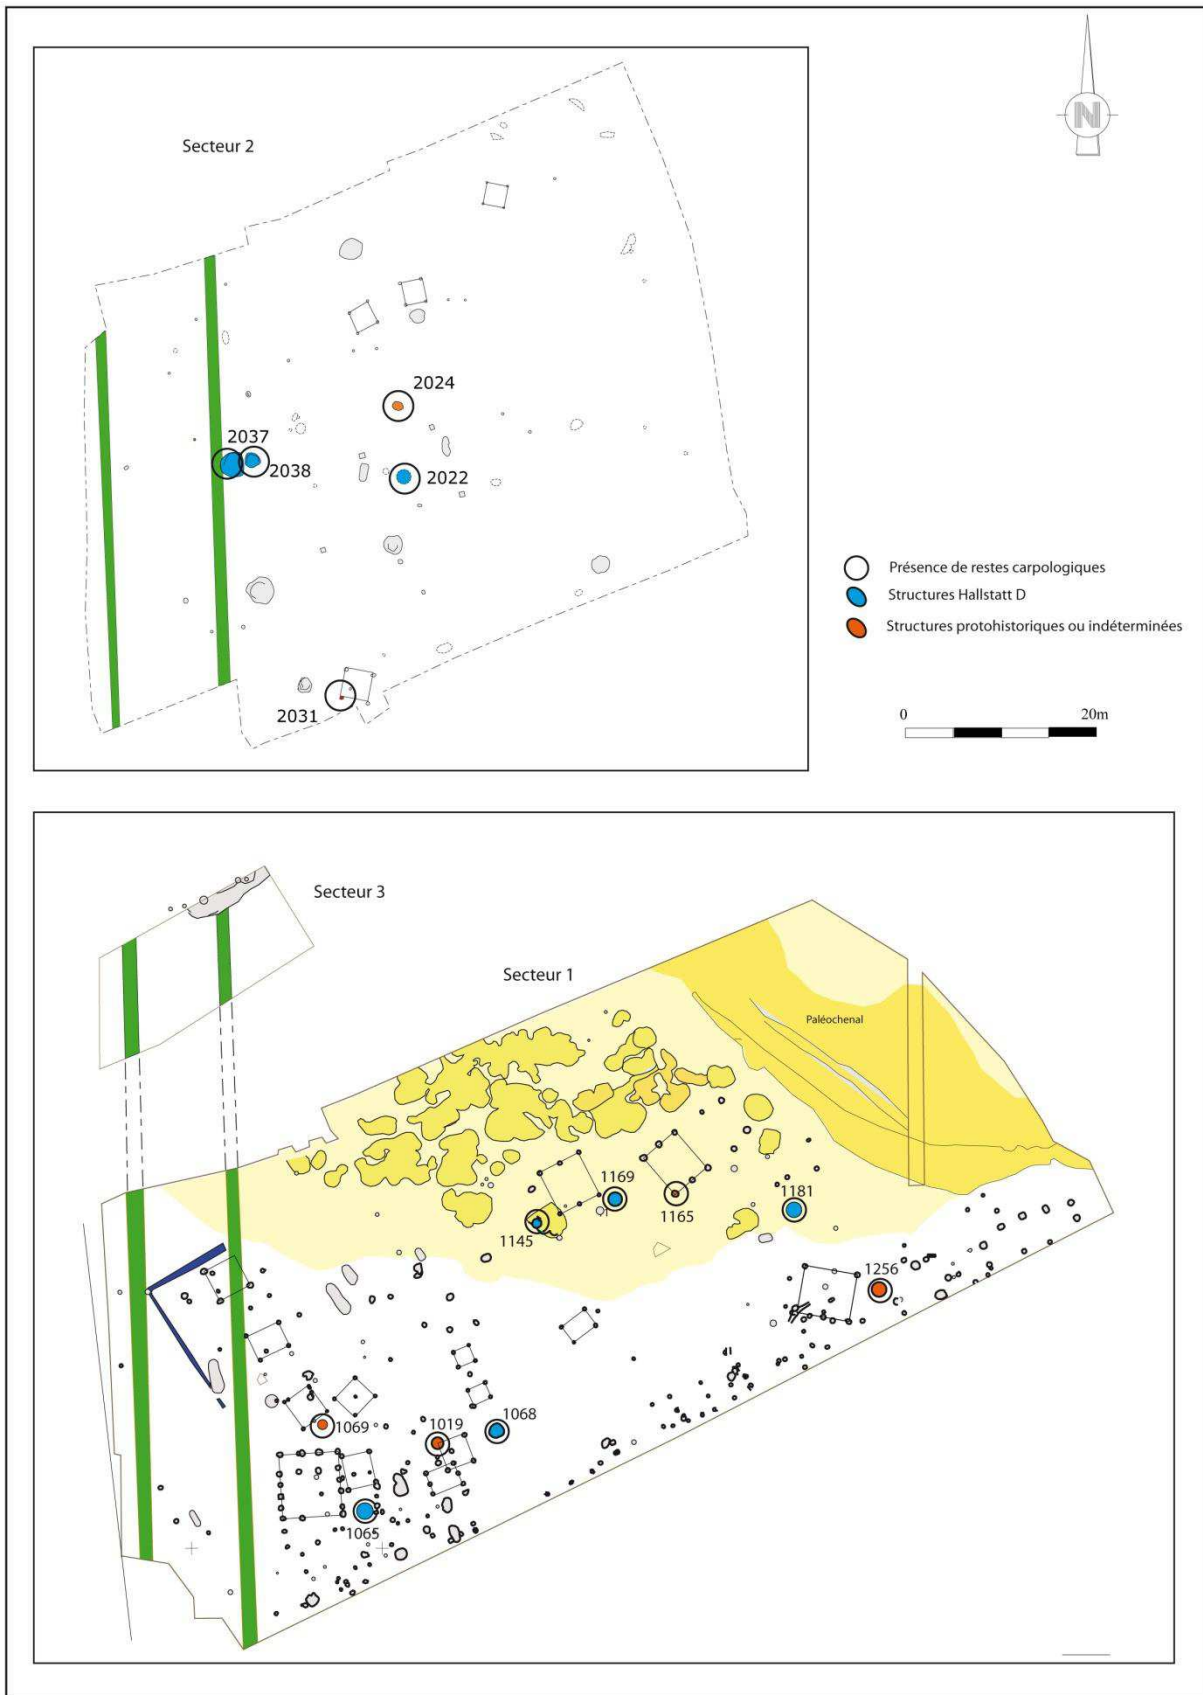 N
Secteur 2
2024
2037
2038
2022
2031
Présence de restes carpologiques
Structures Hallstatt D
Structures protohistoriques ou indéterminées
0 20m
Secteur 3
Secteur 1
Paléochenal
1169
1165
1181
1145
1256
1069
1019
1068
1065